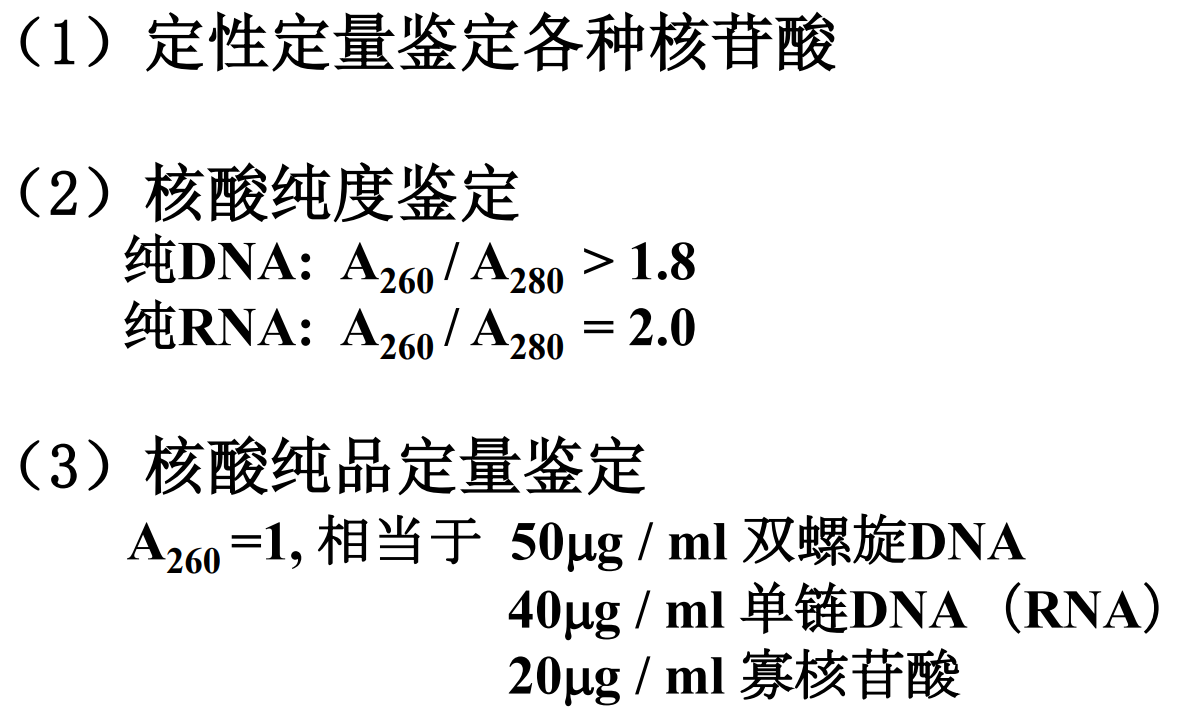 （1）定性定量鉴定各种核苷酸
（2）核酸纯度鉴定
纯DNA: A260 / A280 > 1.8
纯RNA: A260 / A280 = 2.0
（3）核酸纯品定量鉴定
A260 =1, 相当于 50μg / ml 双螺旋DNA
40μg / ml 单链DNA（RNA）
20μg / ml 寡核苷酸